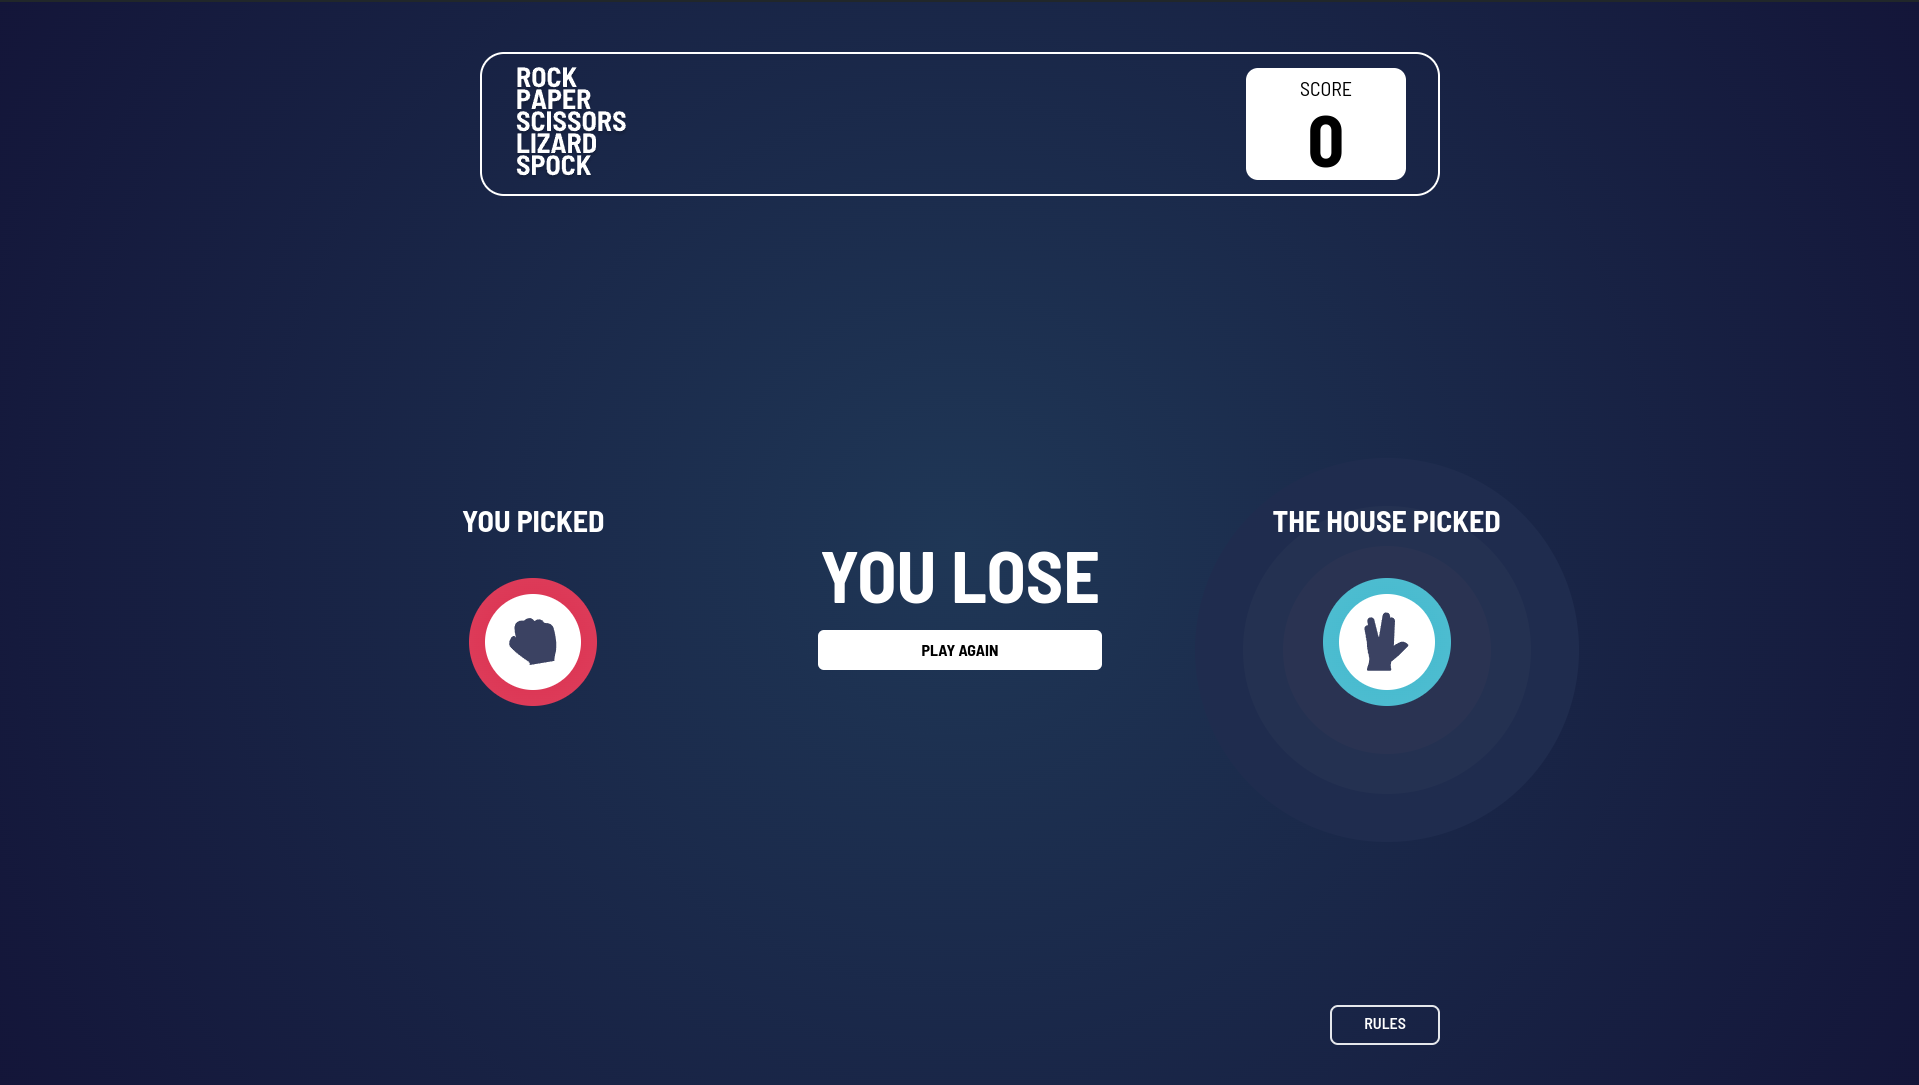 ROCK
PAPER
SCISSORS
LIZARD
SPOCK
SCORE
0
YOU PICKED
YOU LOSE
PLAY AGAIN
THE HOUSE PICKED
RULES